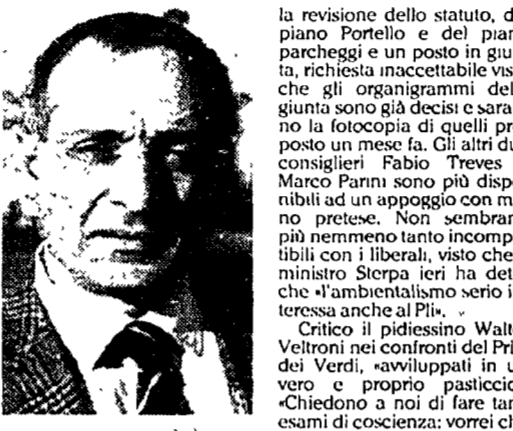 la revisione dello statuto, d
piano Portello e del pian
parcheggi e un posto in giu
ta, richiesta inaccettabile vis
che gli organigrammi del
giunta sono già decisi e sara
no la fotocopia di quelli pr
posto un mese fa. Gli altri du
consiglieri Fabio Treves
Marco Parini sono più dispo
nibili ad un appoggio con m
no pretese. Non sembran
più nemmeno tanto incomp
tibili con i liberali, visto che
ministro Sterpa ieri ha det
che «l'ambientalismo serio i
teressa anche al Pli».
Critico il pidiessino Walt
Veltroni nei confronti del Pri
dei Verdi, «avviluppati in u
vero e proprio pasticcio
«Chiedono a noi di fare tan
esami di coscienza: vorrei ch